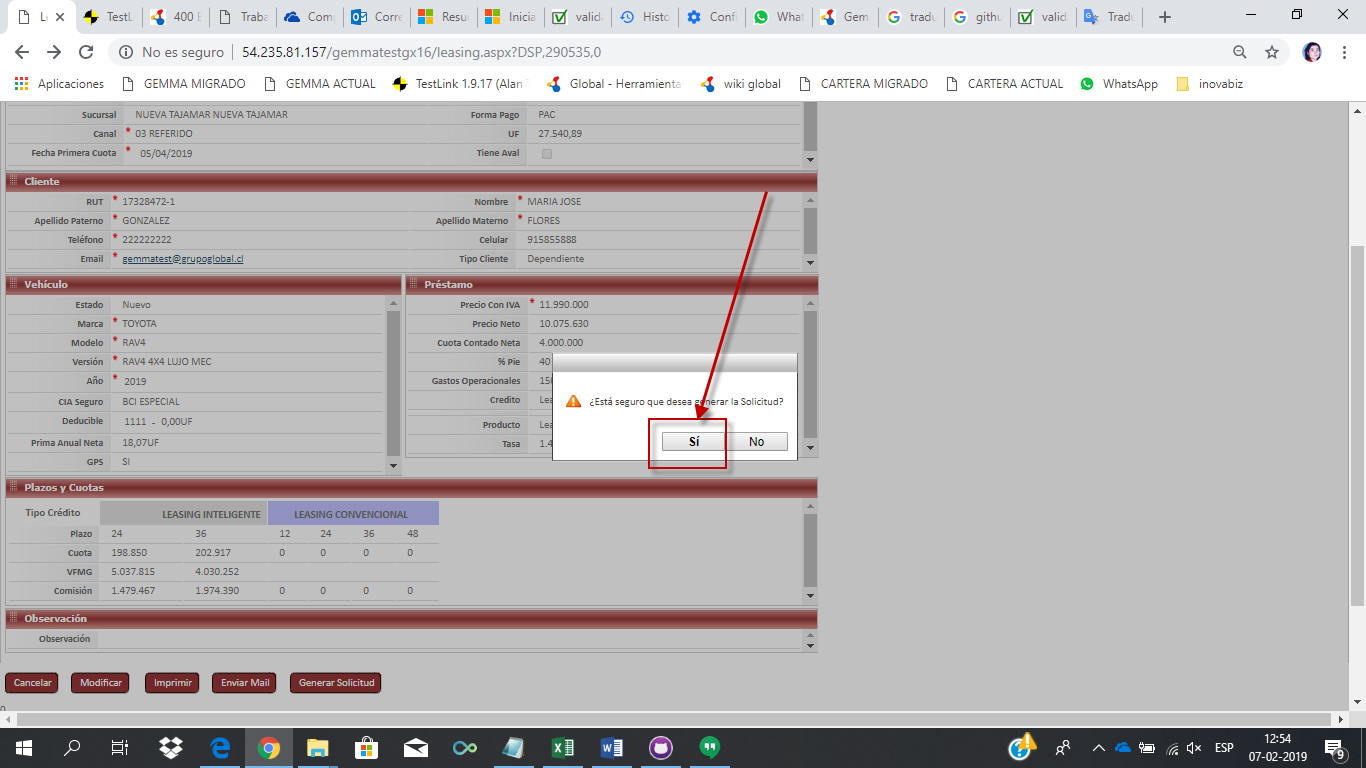 Le
TestL
400 E
Traba
Com
Corre
Resu
Inicia
valida
Histo
Confi
What
Gem
tradu
githu
valid
Tradu
No es seguro | 54.235.81.157/gemmatestgx16/leasing.aspx?DSP,290535,0
Aplicaciones GEMMA MIGRADO GEMMA ACTUAL TestLink 1.9.17 (Alan Global - Herramienta wiki global CARTERA MIGRADO CARTERA ACTUAL WhatsApp inovabiz
Sucursal NUEVA TAJAMAR NUEVA TAJAMAR Forma Pago PAC
Canal * 03 REFERIDO UF 27.540,89
Fecha Primera Cuota * 05/04/2019 Tiene Aval
Cliente
RUT * 17328472-1 Nombre * MARIA JOSE
Apellido Paterno * GONZALEZ Apellido Materno * FLORES
Teléfono * 222222222 Celular 915855888
Email * gemmatest@grupoglobal.cl Tipo Cliente Dependiente
Vehículo Préstamo
Estado Nuevo Precio Con IVA * 11.990.000
Marca * TOYOTA Precio Neto 10.075.630
Modelo * RAV4 Cuota Contado Neta 4.000.000
Versión * RAV4 4X4 LUJO MEC % Pie 40
Año * 2019 Gastos Operacionales 150
CIA Seguro BCI ESPECIAL Credito Lea
Deducible 1111 - 0,00UF Producto Lea
Prima Anual Neta 18,07UF Tasa 1.4
GPS SI
¿Está seguro que desea generar la Solicitud?
Sí No
Plazos y Cuotas
Tipo Crédito LEASING INTELIGENTE LEASING CONVENCIONAL
Plazo 24 36 12 24 36 48
Cuota 198.850 202.917 0 0 0 0
VFMG 5.037.815 4.030.252
Comisión 1.479.467 1.974.390 0 0 0 0
Observación
Observación
Cancelar Modificar Imprimir Enviar Mail Generar Solicitud
ESP
12:54
07-02-2019
9